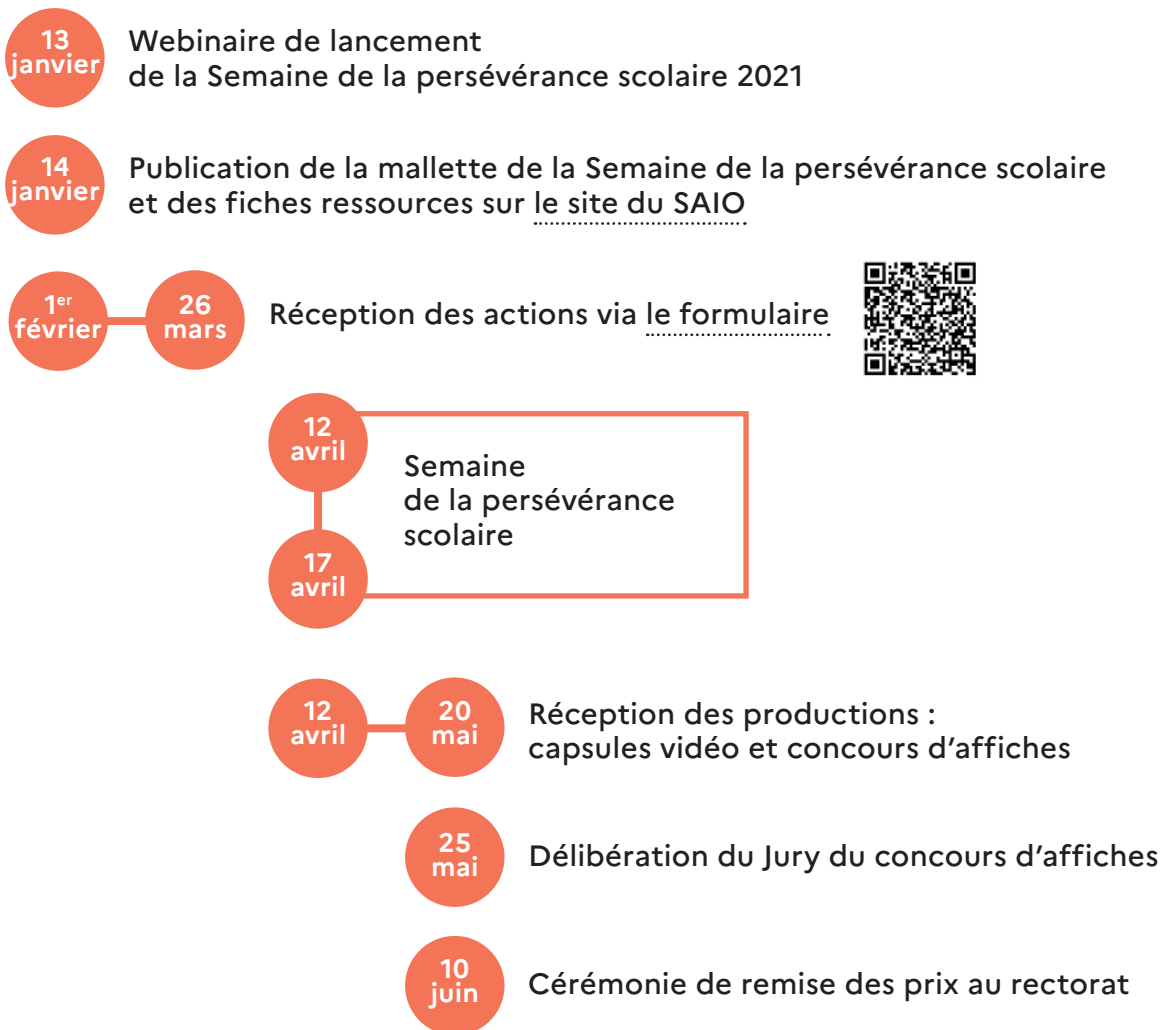 13
janvier
Webinaire de lancement
de la Semaine de la persévérance scolaire 2021
14
janvier
Publication de la mallette de la Semaine de la persévérance scolaire
et des fiches ressources sur le site du SAIO
1er
février
26
mars
Réception des actions via le formulaire
12
avril
17
avril
Semaine
de la persévérance
scolaire
12
avril
20
mai
Réception des productions :
capsules vidéo et concours d’affiches
25
mai
Délibération du Jury du concours d’affiches
10
juin
Cérémonie de remise des prix au rectorat